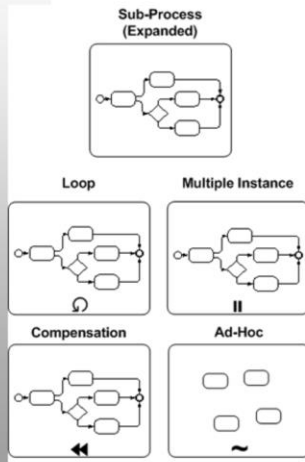 Sub-Process
(Expanded)
Loop
Multiple Instance
Compensation
Ad-Hoc